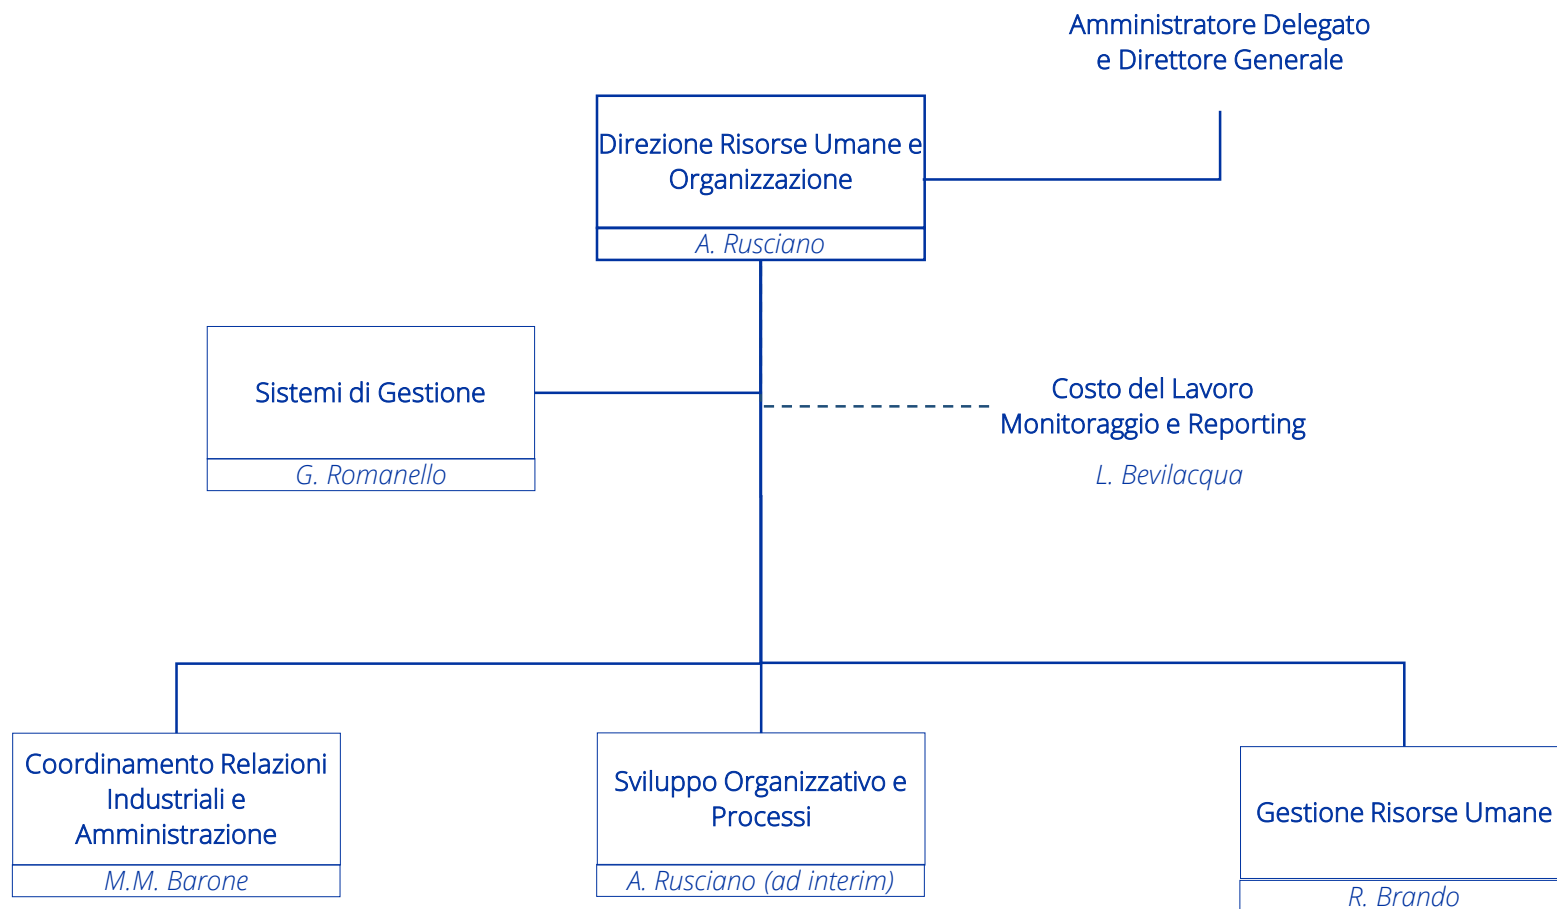 Amministratore Delegato
e Direttore Generale
Direzione Risorse Umane e
Organizzazione
A. Rusciano
Sistemi di Gestione
G. Romanello
Costo del Lavoro
Monitoraggio e Reporting
L. Bevilacqua
Coordinamento Relazioni
Industriali e
Amministrazione
M.M. Barone
Sviluppo Organizzativo e
Processi
A. Rusciano (ad interim)
Gestione Risorse Umane
R. Brando